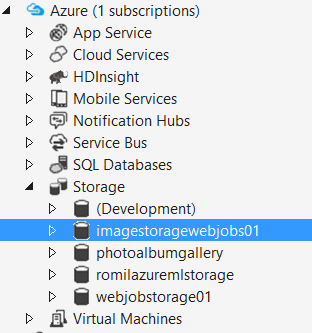 Azure (1 subscriptions)
App Service
Cloud Services
HDInsight
Mobile Services
Notification Hubs
Service Bus
SQL Databases
Storage
(Development)
imagestoragewebjobs01
photoalbumgallery
romilazuremlstorage
webjobstorage01
Virtual Machines